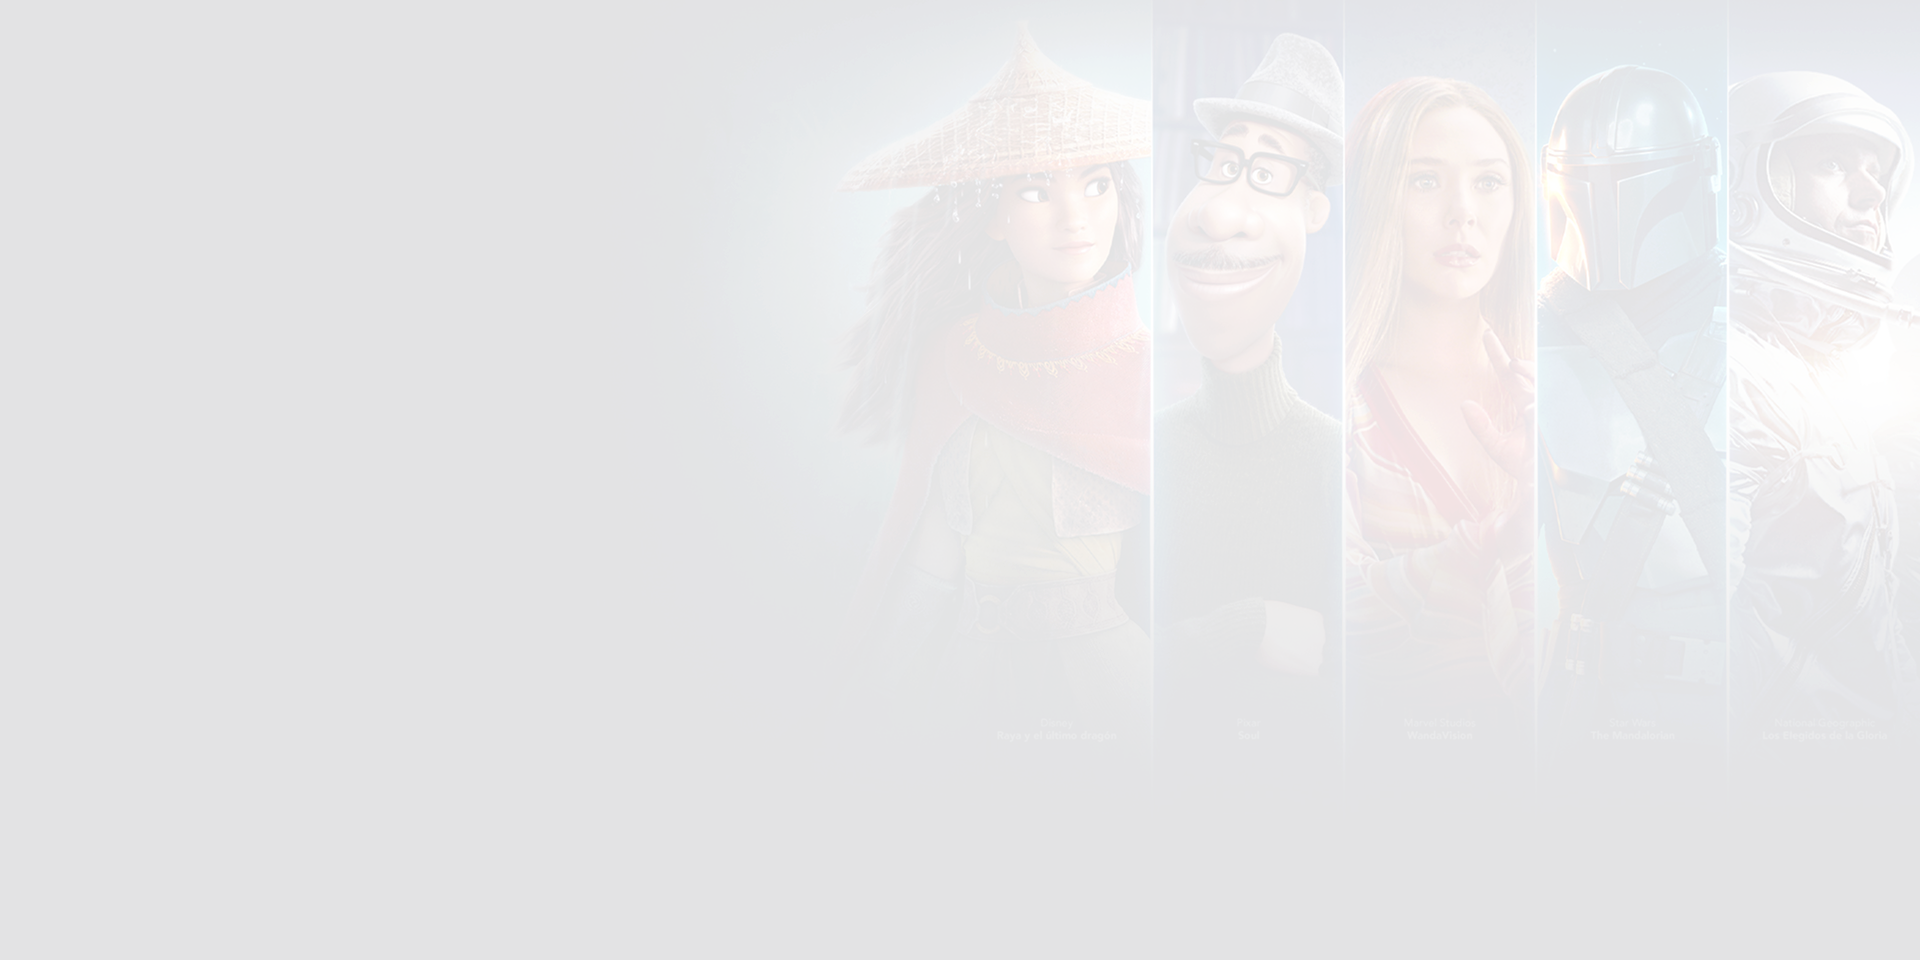 Disney
Raya y el último dragón
Pixar
Soul
Marvel Studios
WandaVision
Star Wars
The Mandalorian
National Geographic
Los Elegidos de la Gloria